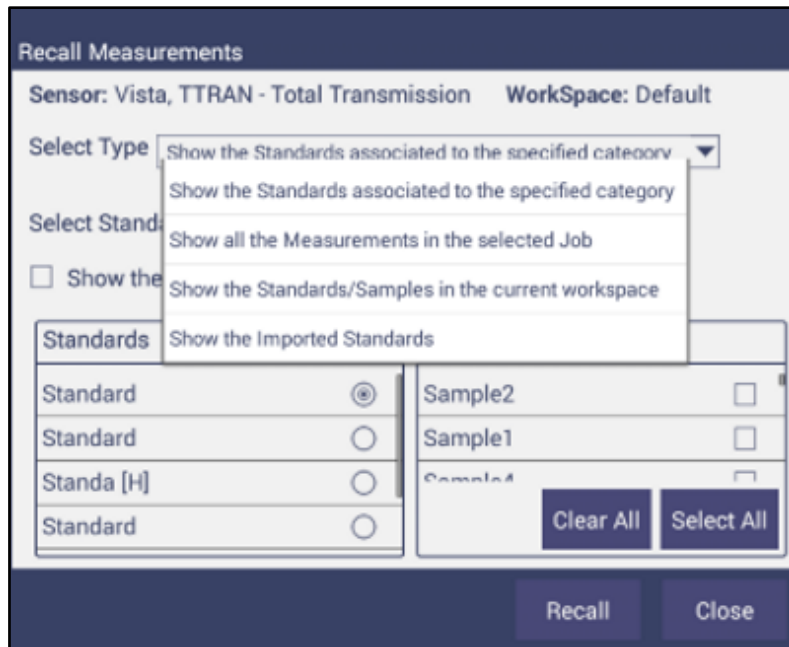 Recall Measurements
Sensor: Vista, TTRAN - Total Transmission WorkSpace: Default
Select Type Show the Standards associated to the specified category
Show the Standards associated to the specified category
Select Standa
Show all the Measurements in the selected Job
Show the
Show the Standards/Samples in the current workspace
Standards Show the Imported Standards
Standard Sample2
Standard Sample1
Standa [H] Sample4
Standard
Clear All Select All
Recall Close